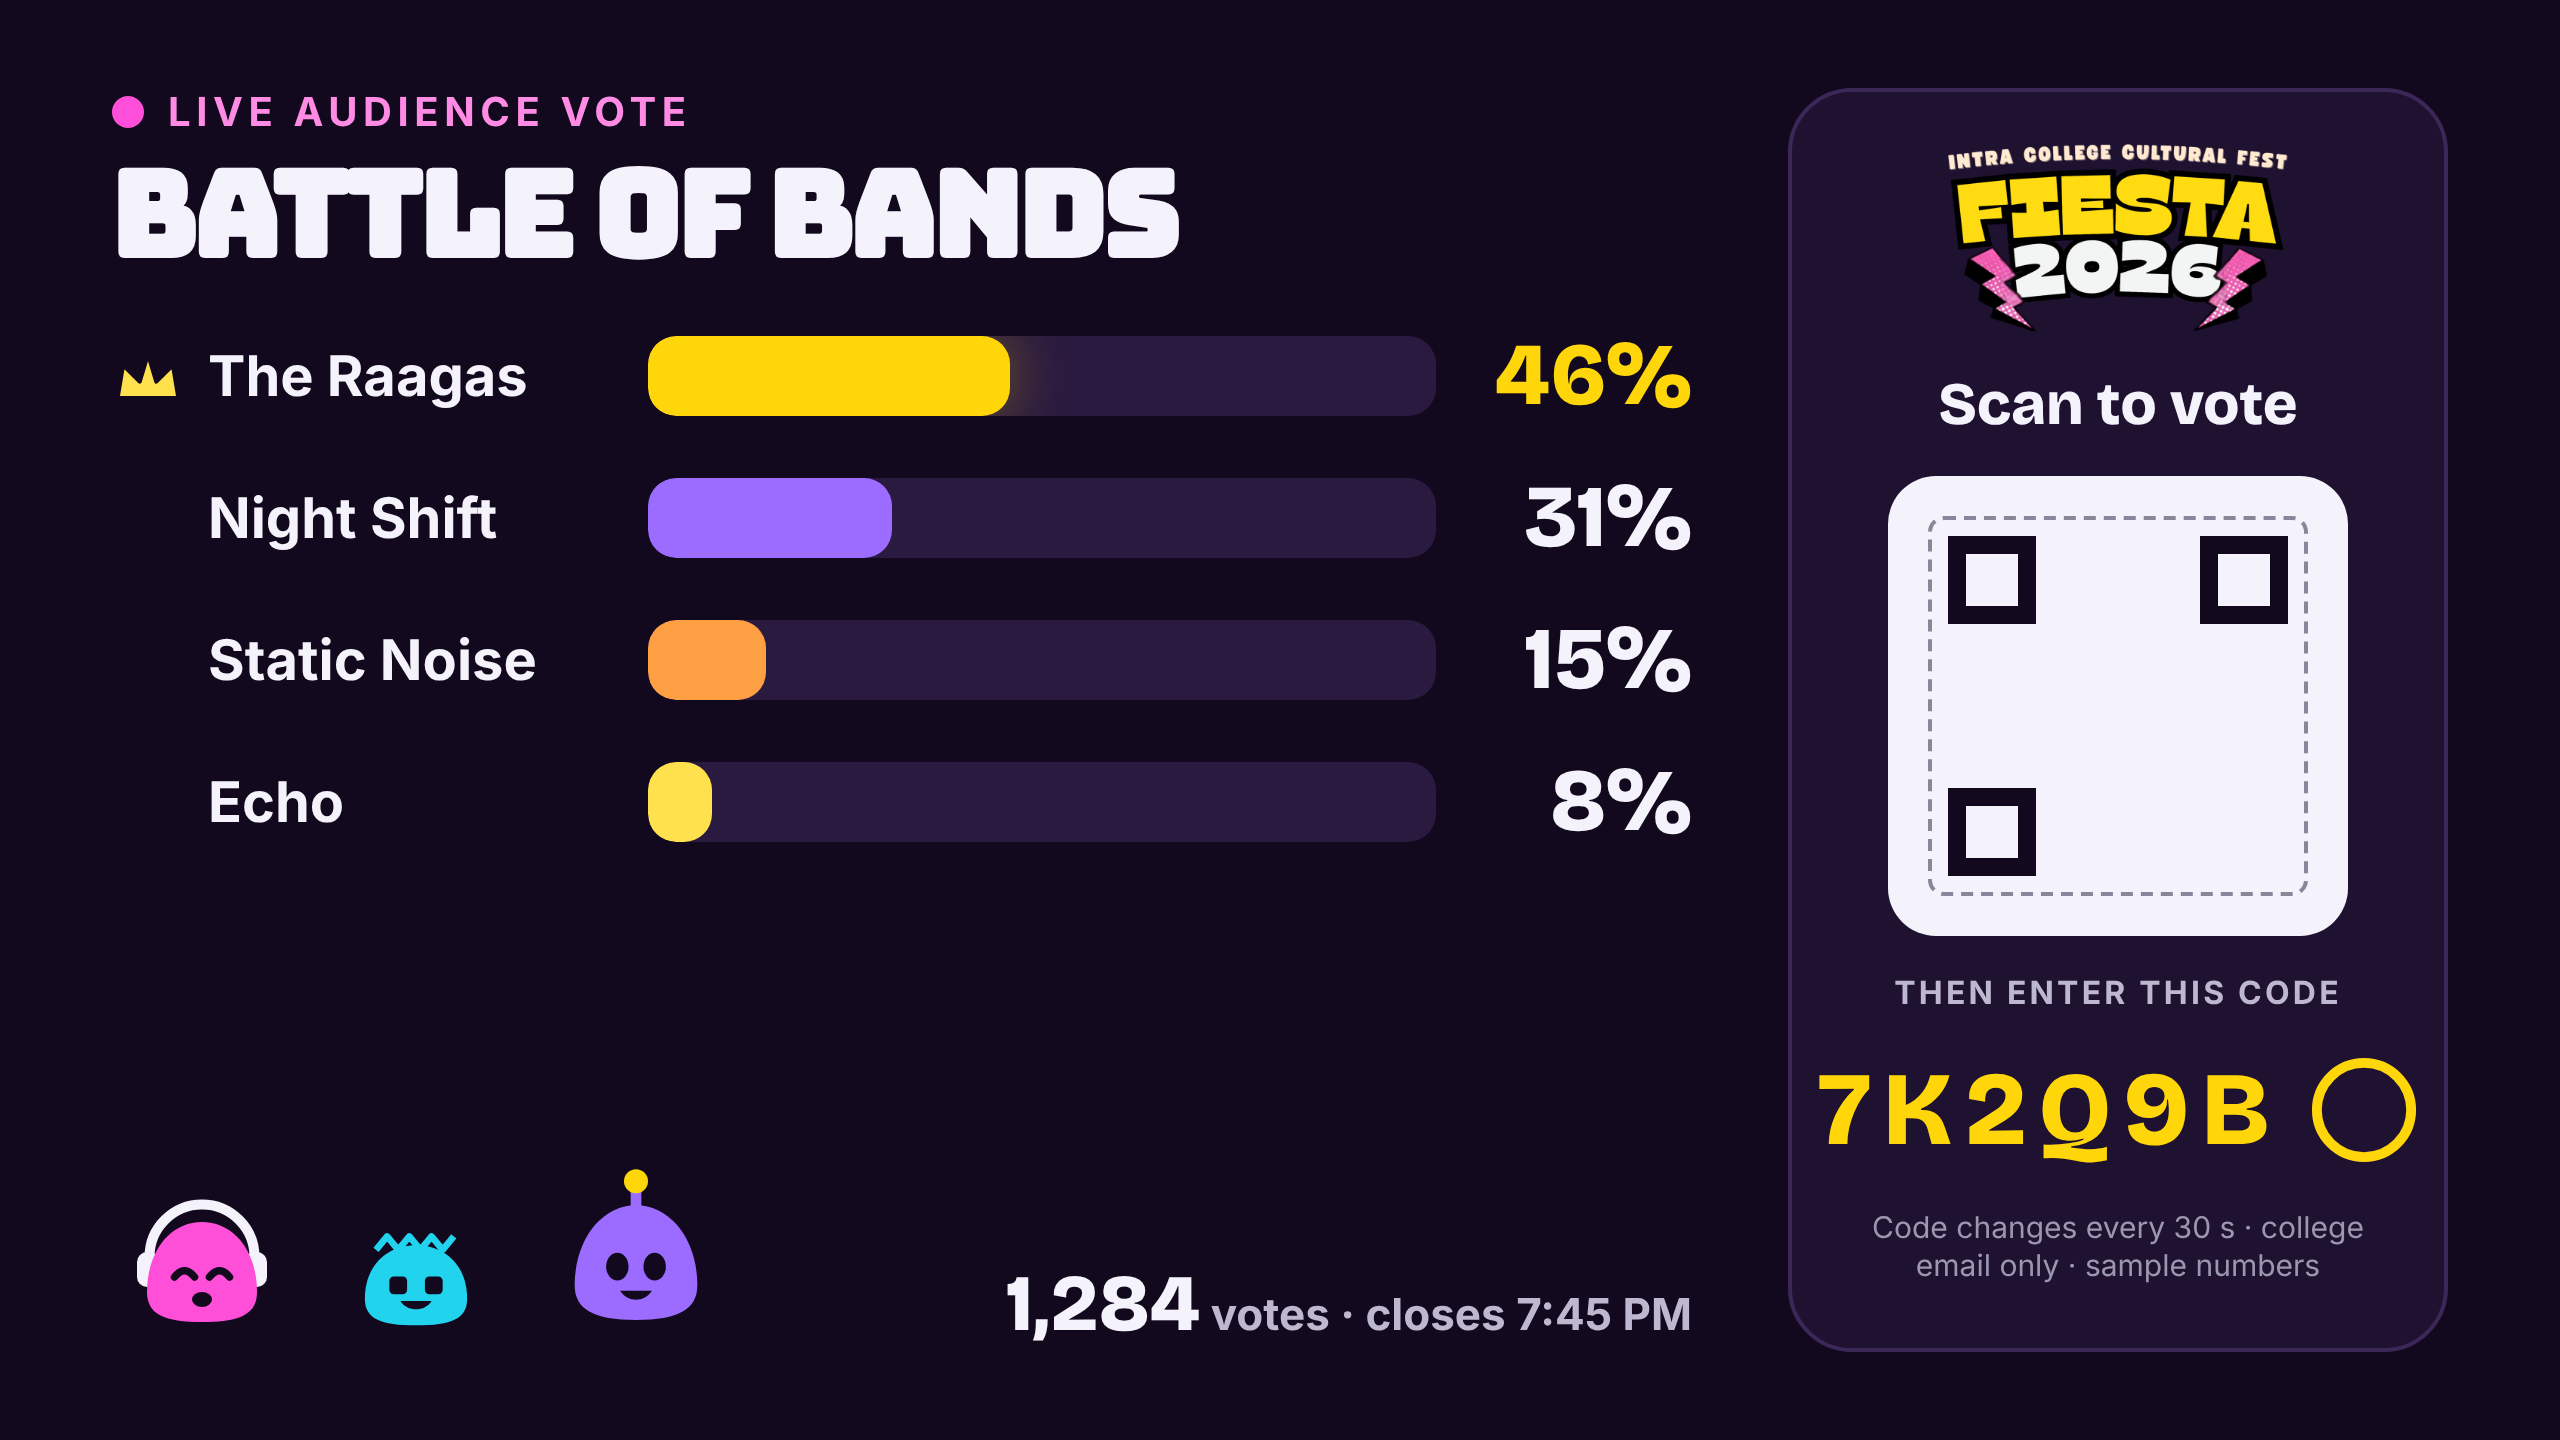 LIVE AUDIENCE VOTE
BATTLE OF BANDS
The Raagas 46%
Night Shift 31%
Static Noise 15%
Echo 8%
1,284 votes · closes 7:45 PM
INTRA COLLEGE CULTURAL FEST
FIESTA
2026
Scan to vote
THEN ENTER THIS CODE
7K2Q9B
Code changes every 30 s · college
email only · sample numbers